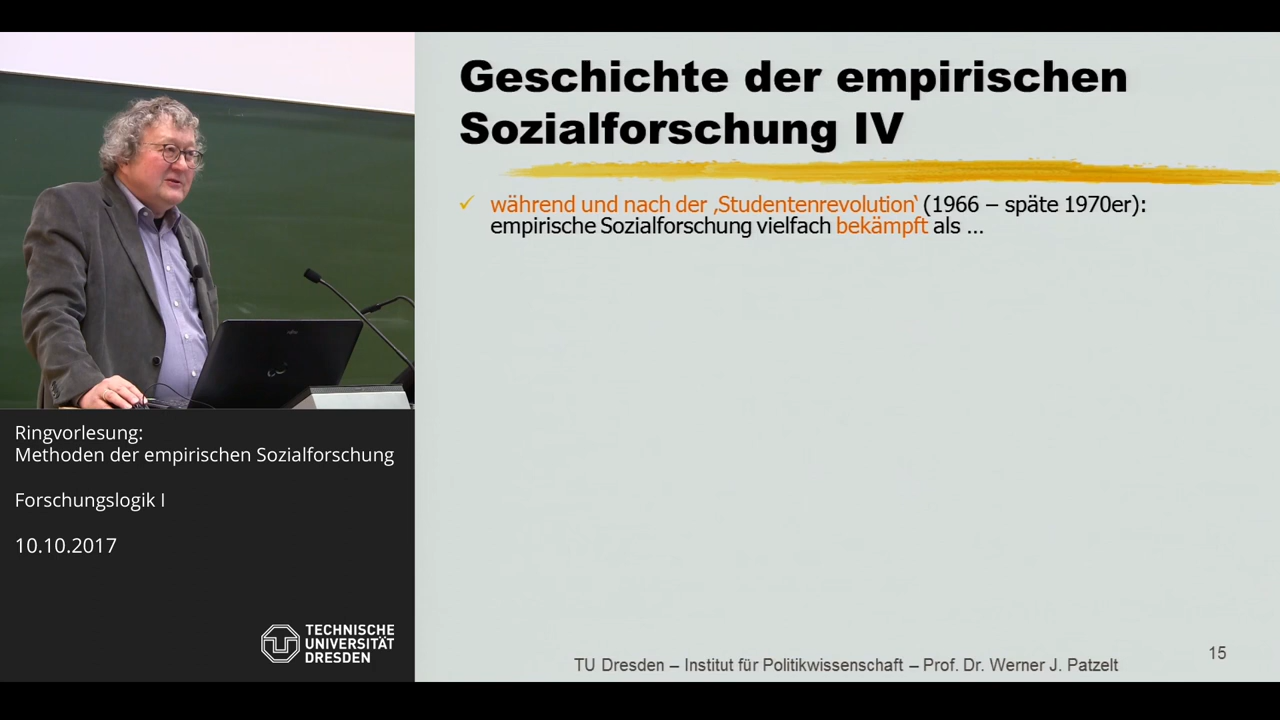 Geschichte der empirischen
Sozialforschung IV
✓ während und nach der ‚Studentenrevolution‘ (1966 – späte 1970er):
empirische Sozialforschung vielfach bekämpft als ...
Ringvorlesung:
Methoden der empirischen Sozialforschung
Forschungslogik I
10.10.2017
TECHNISCHE
UNIVERSITÄT
DRESDEN
TU Dresden – Institut für Politikwissenschaft – Prof. Dr. Werner J. Patzelt
15